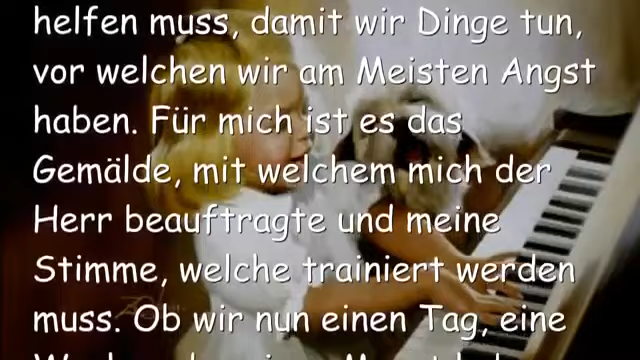 helfen muss, damit wir Dinge tun,
vor welchen wir am Meisten Angst
haben. Für mich ist es das
Gemälde, mit welchem mich der
Herr beauftragte und meine
Stimme, welche trainiert werden
muss. Ob wir nun einen Tag, eine